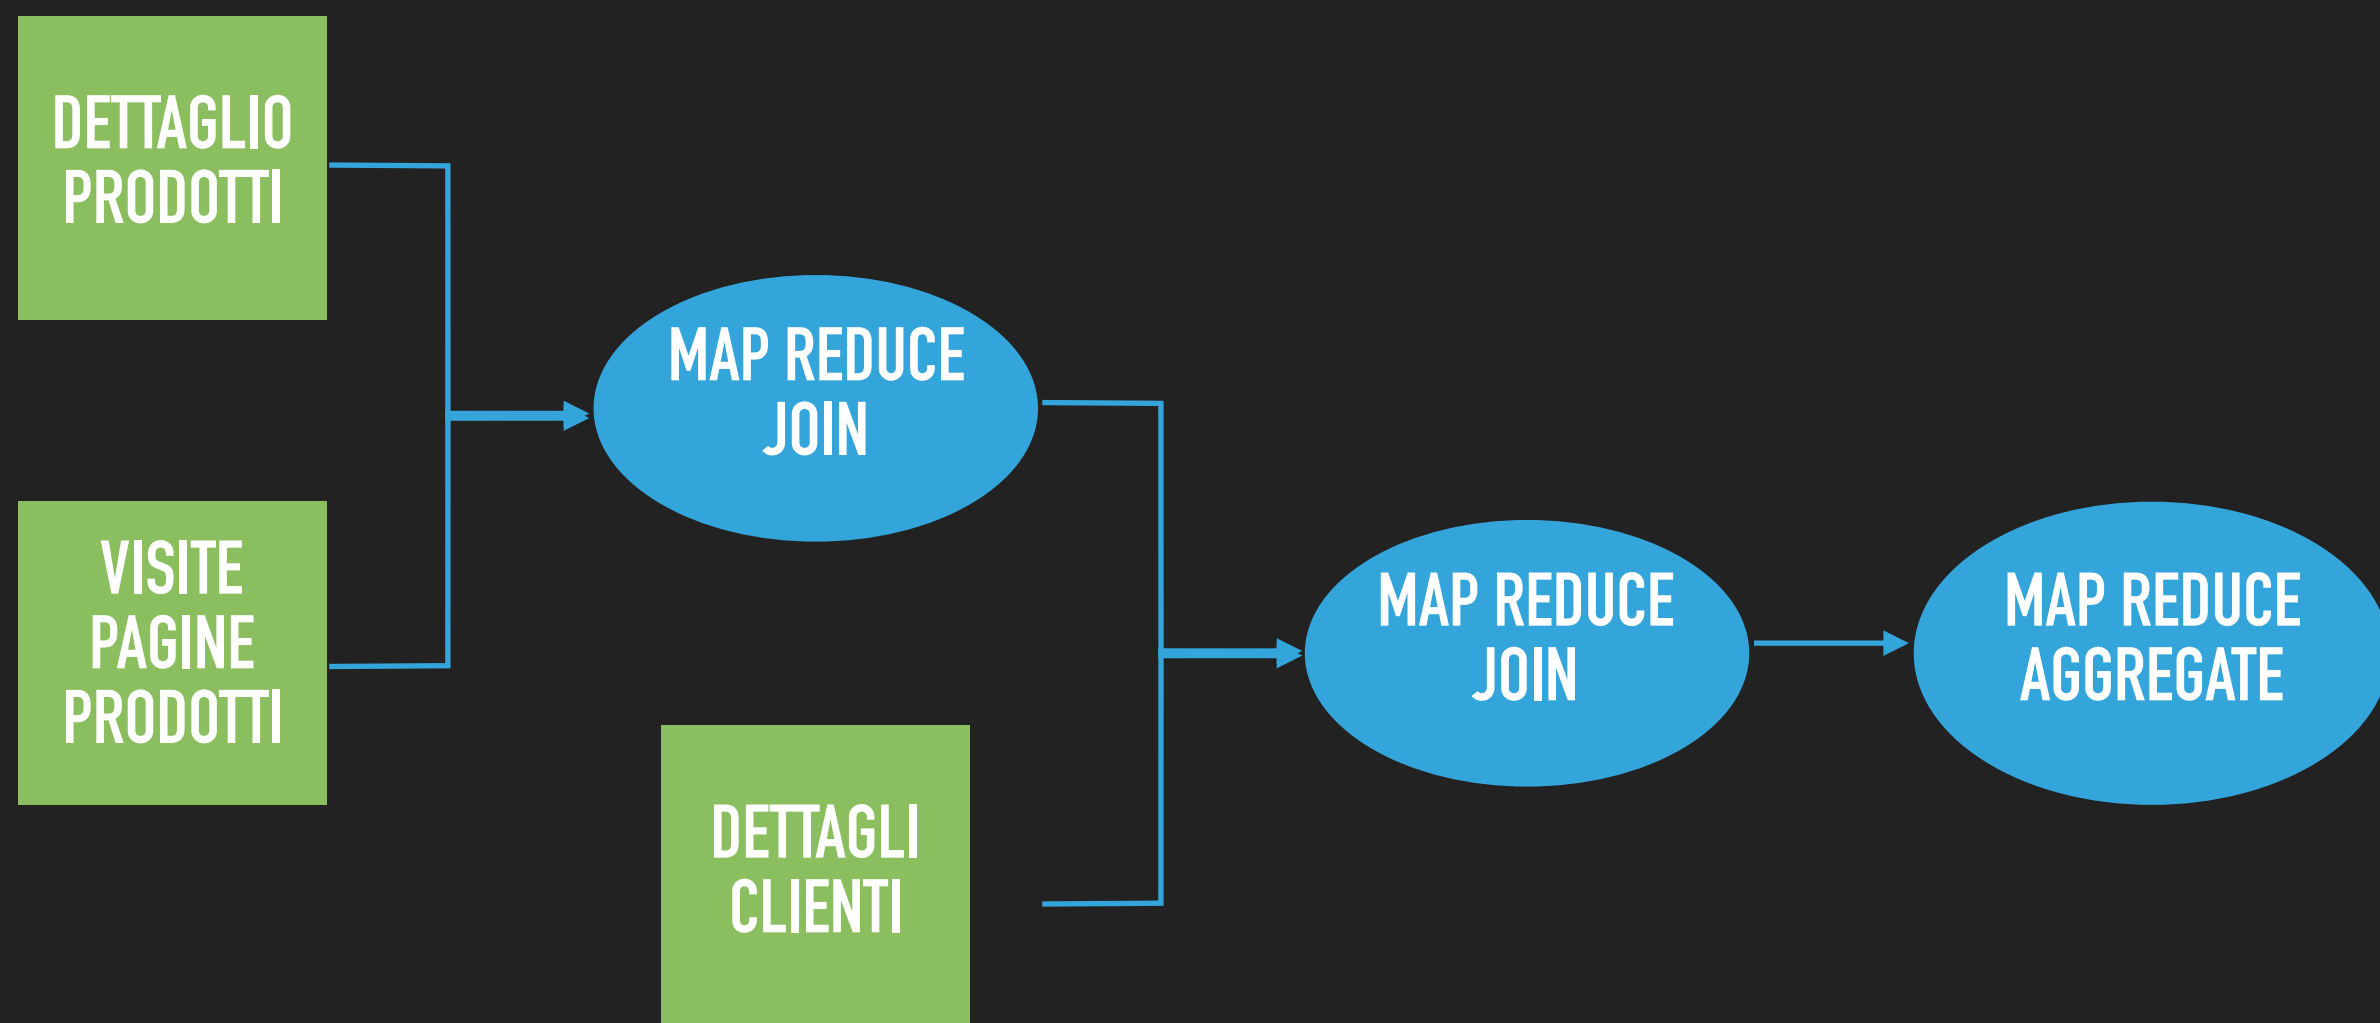 DETTAGLIO
PRODOTTI
VISITE
PAGINE
PRODOTTI
MAP REDUCE
JOIN
DETTAGLI
CLIENTI
MAP REDUCE
JOIN
MAP REDUCE
AGGREGATE